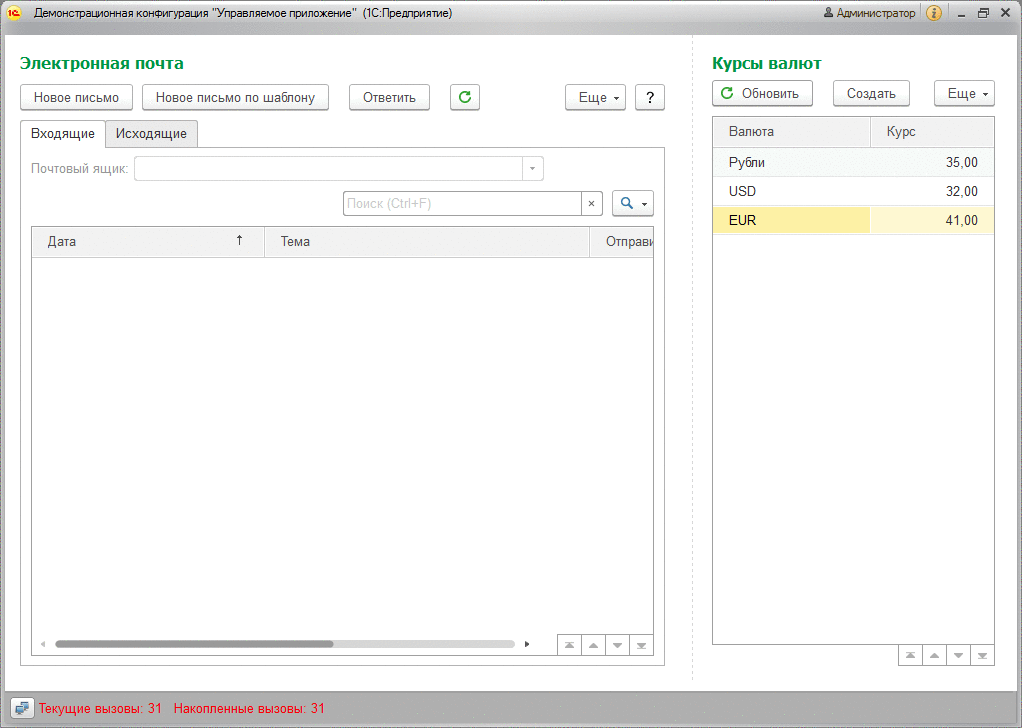 Демонстрационная конфигурация "Управляемое приложение" (1С:Предприятие) Администратор
Электронная почта
Новое письмо Новое письмо по шаблону Ответить Еще ?
Входящие Исходящие
Почтовый ящик:
Поиск (Ctrl+F) ×
Дата ↑ Тема Отправи
Курсы валют
Обновить Создать Еще
Валюта Курс
Рубли 35,00
USD 32,00
EUR 41,00
Текущие вызовы: 31 Накопленные вызовы: 31